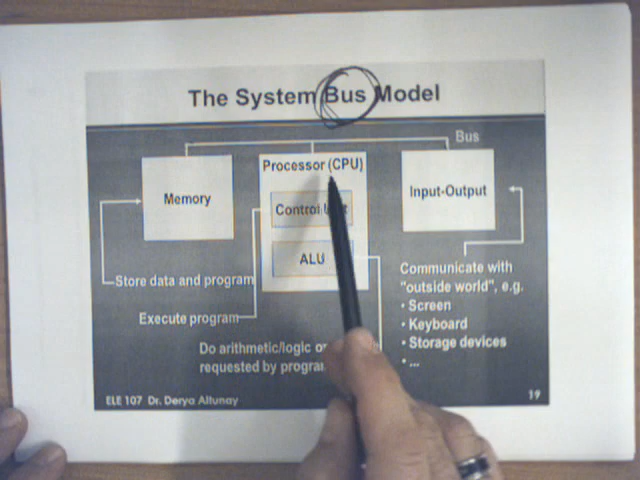 The System Bus Model
Bus
Processor (CPU)
Memory
Input-Output
Control
ALU
Store data and program
Execute program
Do arithmetic/logic
requested by
Communicate with
"outside world", e.g.
• Screen
• Keyboard
• Storage devices
• ...
ELE 107 Dr. Derya Altunay
19